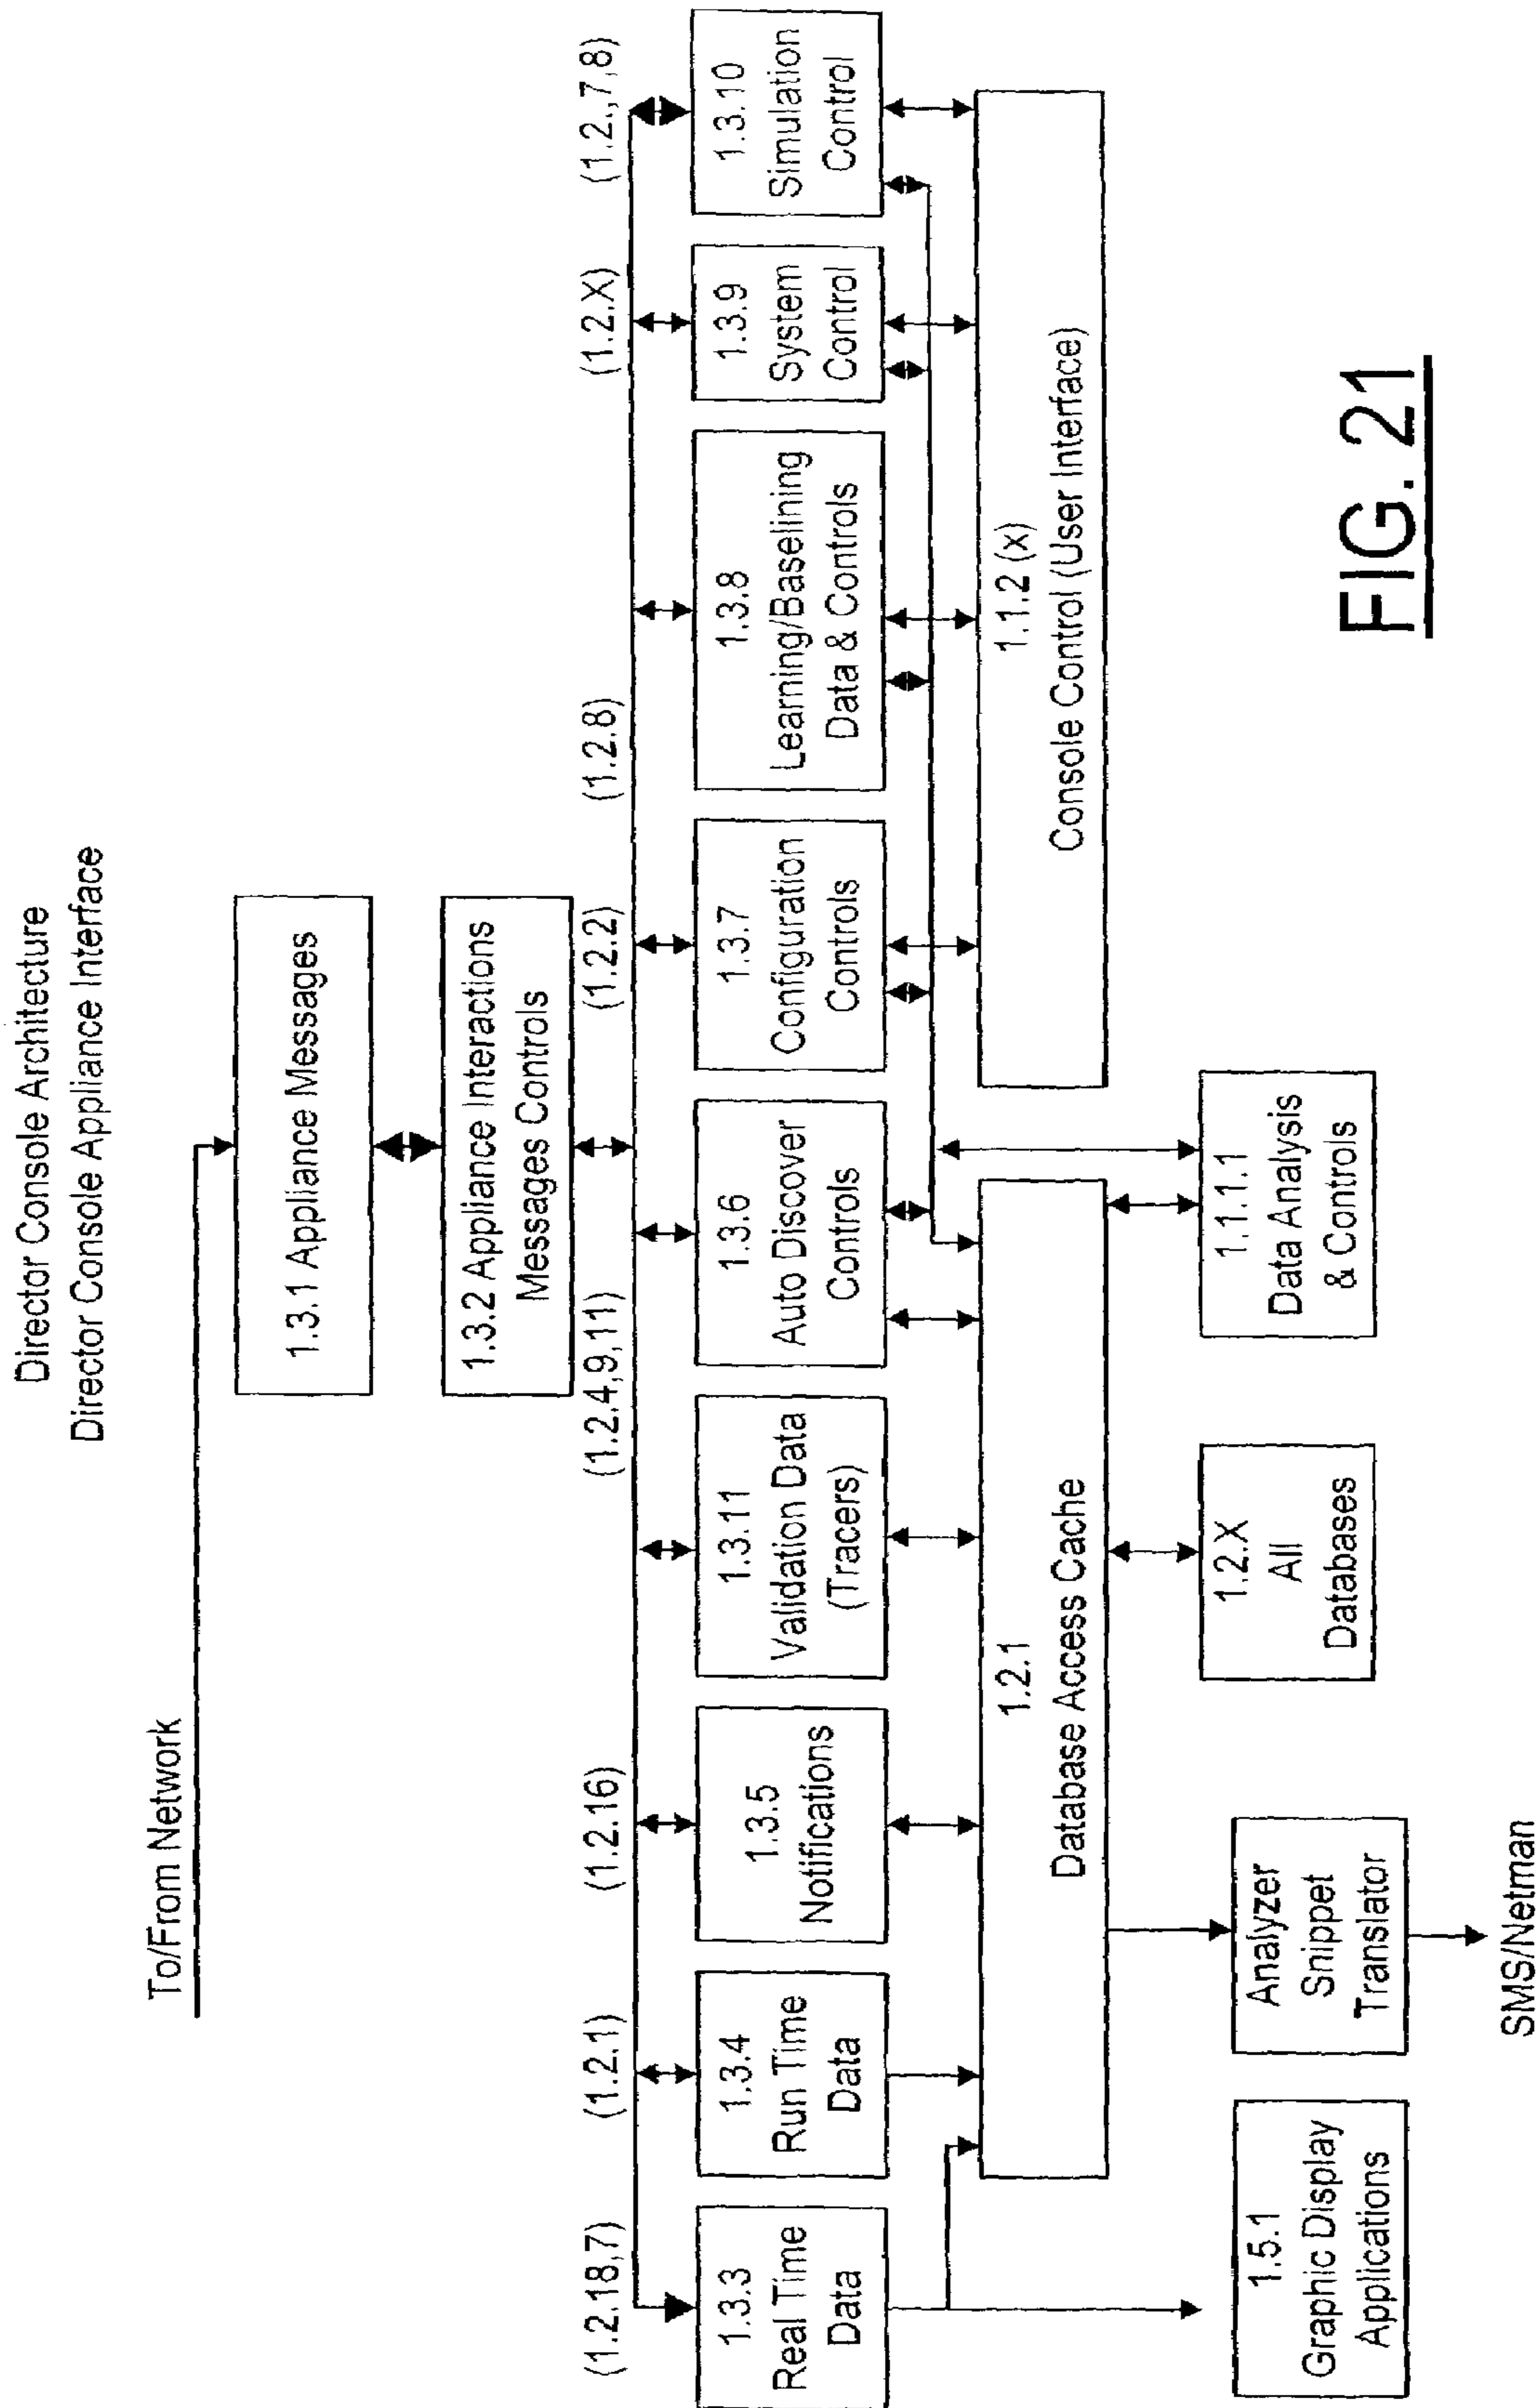 Director Console Architecture
Director Console Appliance Interface
To/From Network
1.3.1 Appliance Messages
1.3.2 Appliance Interactions
Messages Controls
(1.2.18,7)
(1.2.1)
(1.2.16)
(1.2.4,9,11)
(1.2.2)
(1.2.8)
(1.2.X)
(1.2.,7,8)
1.3.3
Real Time
Data
1.3.4
Run Time
Data
1.3.5
Notifications
1.3.11
Validation Data
(Tracers)
1.3.6
Auto Discover
Controls
1.3.7
Configuration
Controls
1.3.8
Learning/Baselining
Data & Controls
1.3.9
System
Control
1.3.10
Simulation
Control
1.2.1
Database Access Cache
1.1.2 (x)
Console Control (User Interface)
1.5.1
Graphic Display
Applications
Analyzer
Snippet
Translator
1.2.X
All
Databases
1.1.1.1
Data Analysis
& Controls
SMS/Netman
FIG. 21